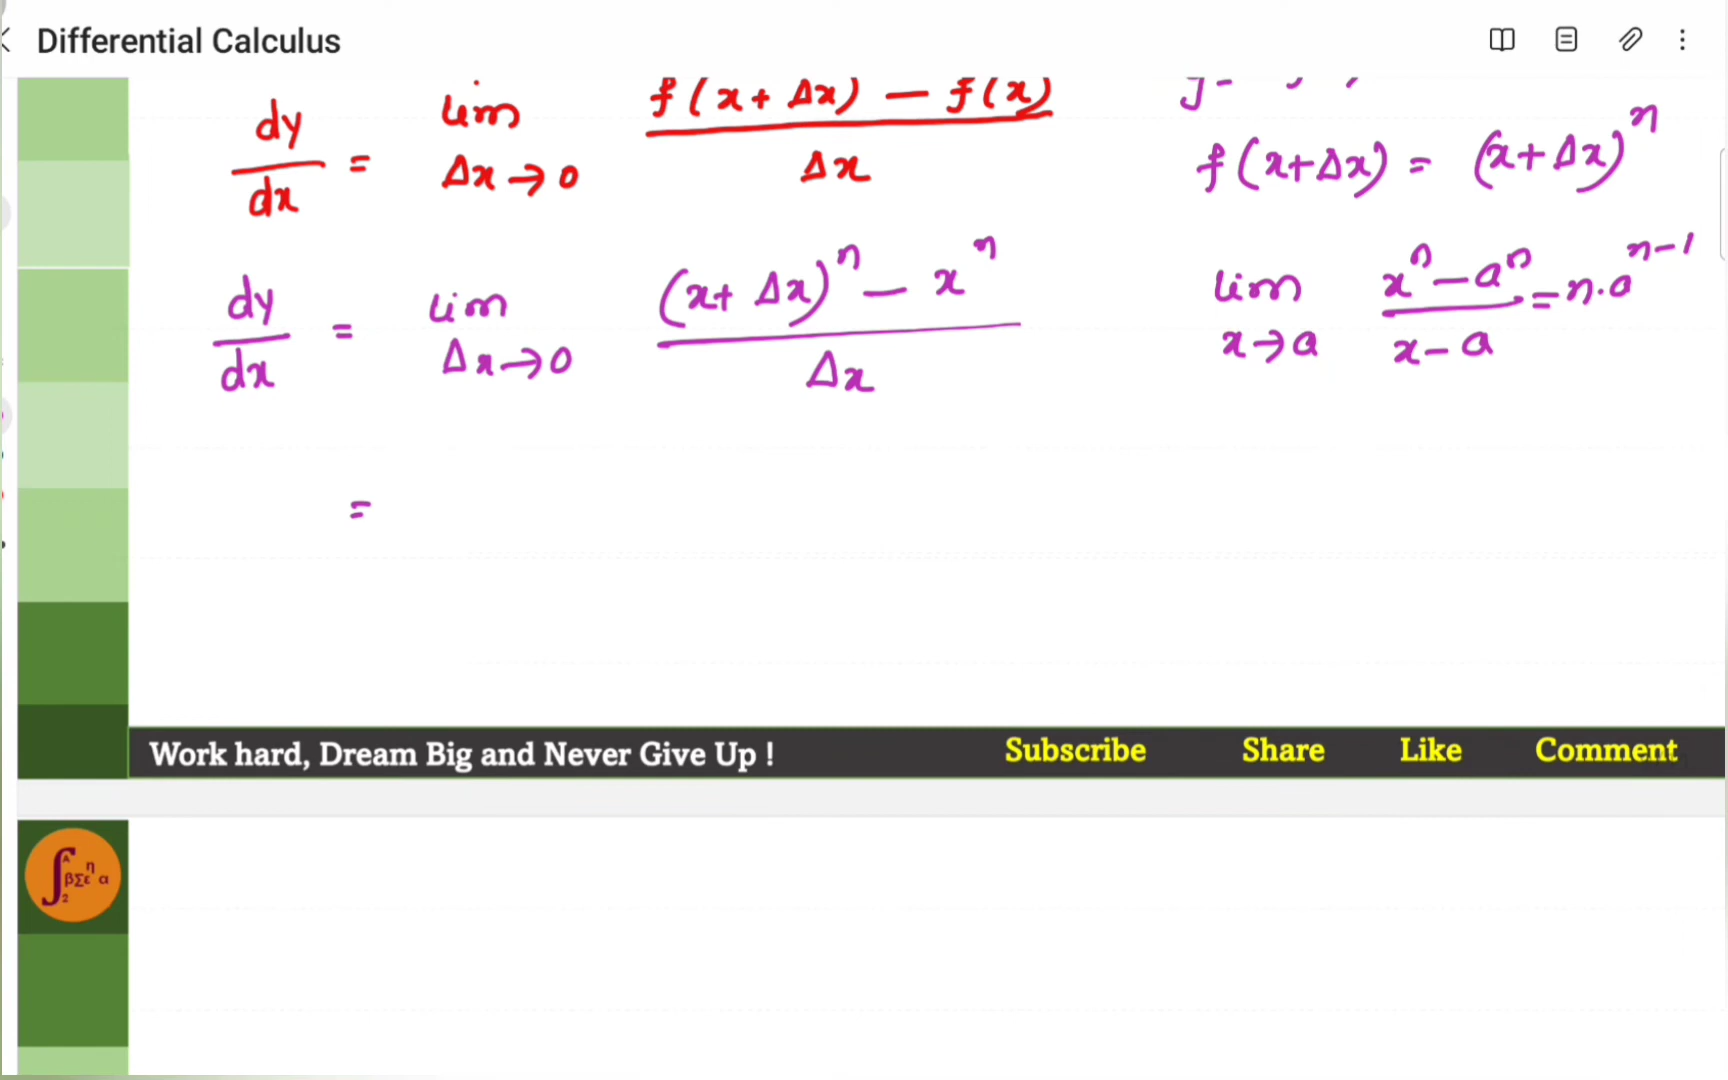 Differential Calculus
dy/dx = lim Δx→0 f(x+Δx) − f(x) / Δx
f(x+Δx) = (x+Δx)^n
dy/dx = lim Δx→0 (x+Δx)^n − x^n / Δx
lim x→a x^n − a^n / x − a = n.a^n−1
=
Work hard, Dream Big and Never Give Up !
Subscribe Share Like Comment